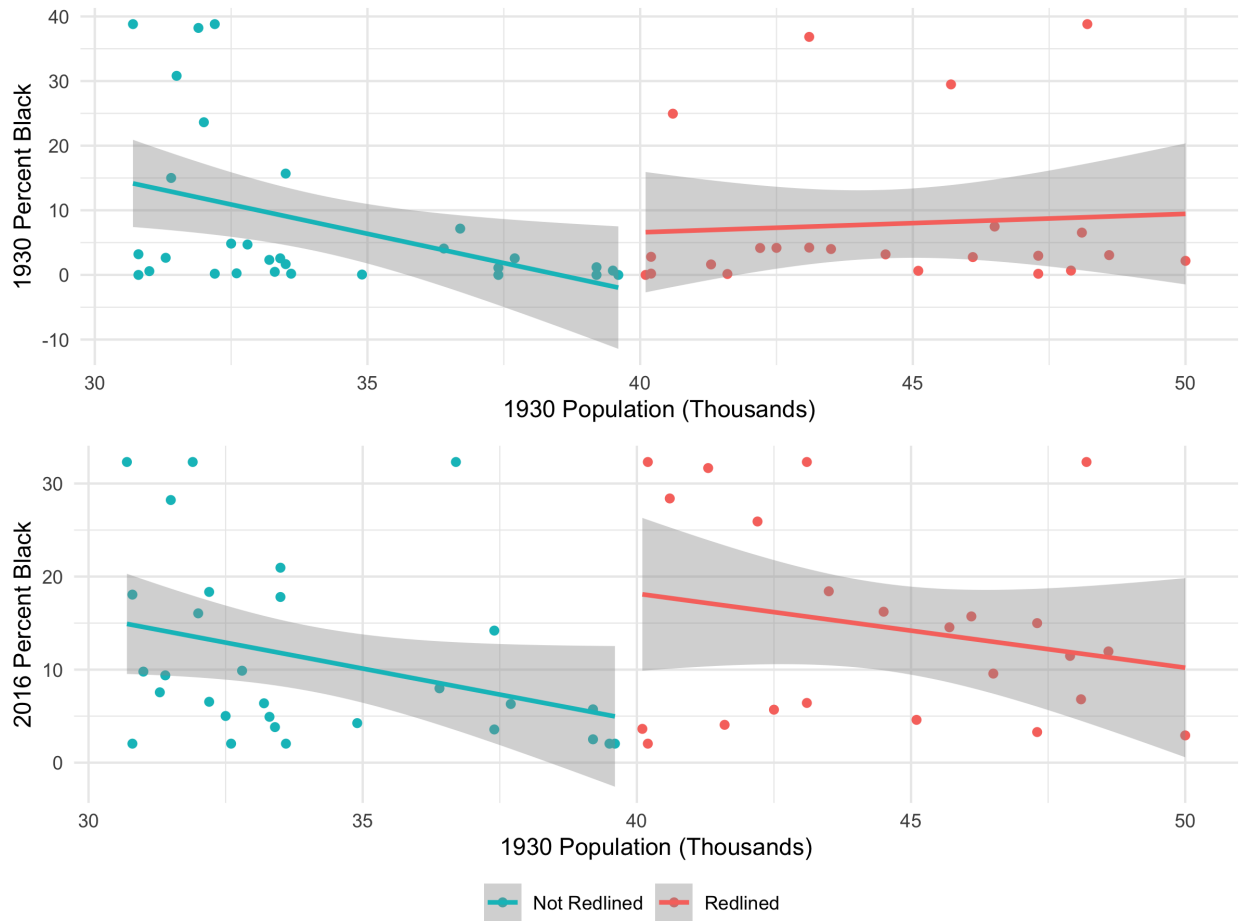 40
30
20
10
0
-10
1930 Percent Black
30 35 40 45 50
1930 Population (Thousands)
30
20
10
0
2016 Percent Black
30 35 40 45 50
1930 Population (Thousands)
Not Redlined Redlined